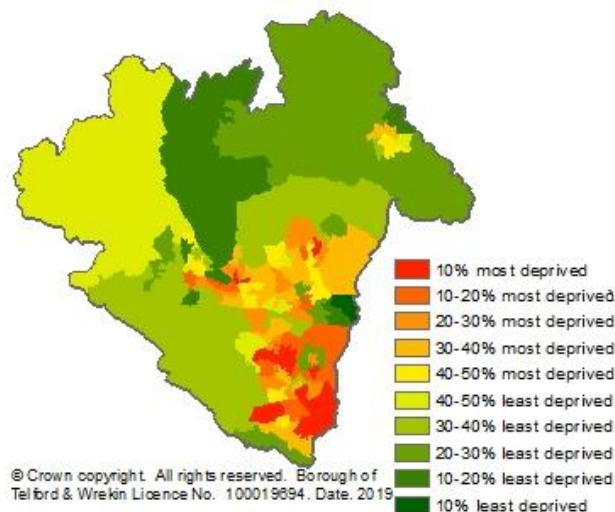 10% most deprived
10-20% most deprived
20-30% most deprived
30-40% most deprived
40-50% most deprived
40-50% least deprived
30-40% least deprived
20-30% least deprived
10-20% least deprived
10% least deprived
© Crown copyright. All rights reserved. Borough of
Telford & Wrekin Licence No. 100019694. Date. 2019